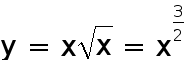 y = x√x = x^(3/2)